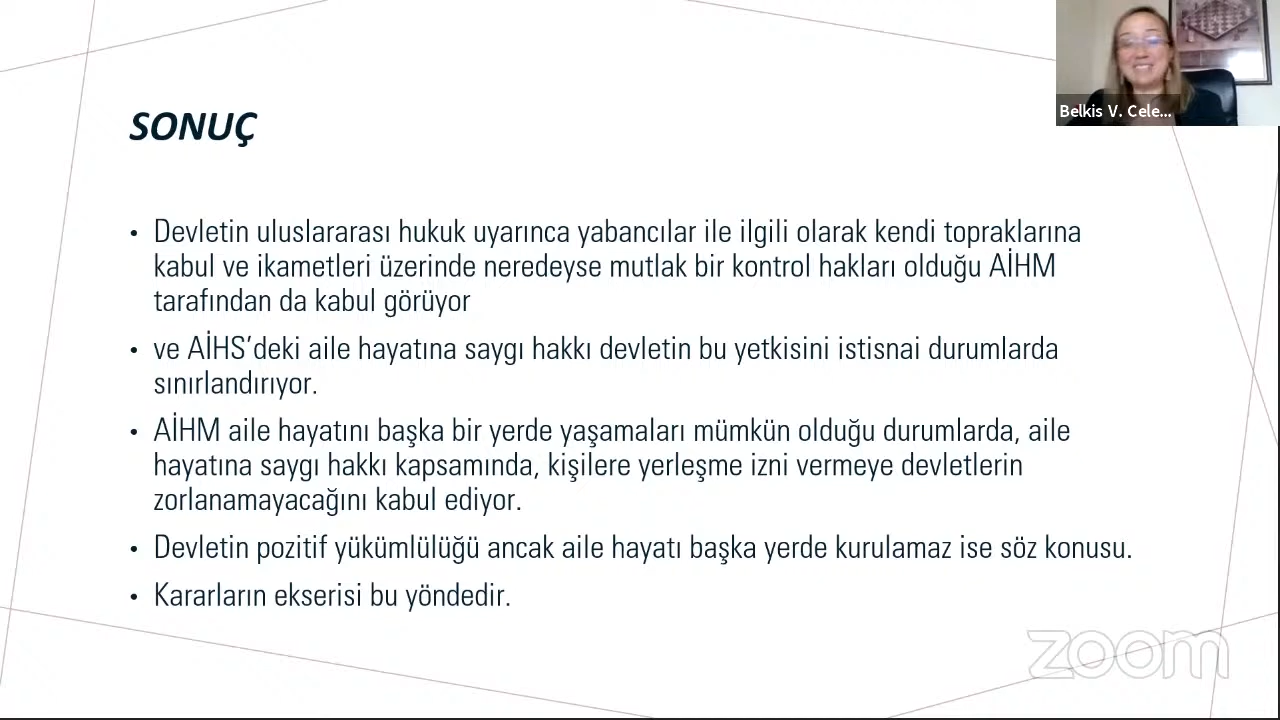 Belkis V. Cele...
SONUÇ
• Devletin uluslararası hukuk uyarınca yabancılar ile ilgili olarak kendi topraklarına
kabul ve ikametleri üzerinde neredeyse mutlak bir kontrol hakları olduğu AİHM
tarafından da kabul görüyor
• ve AİHS’deki aile hayatına saygı hakkı devletin bu yetkisini istisnai durumlarda
sınırlandırıyor.
• AİHM aile hayatını başka bir yerde yaşamaları mümkün olduğu durumlarda, aile
hayatına saygı hakkı kapsamında, kişilere yerleşme izni vermeye devletlerin
zorlanamayacağını kabul ediyor.
• Devletin pozitif yükümlülüğü ancak aile hayatı başka yerde kurulamaz ise söz konusu.
• Kararların ekserisi bu yöndedir.
zoom